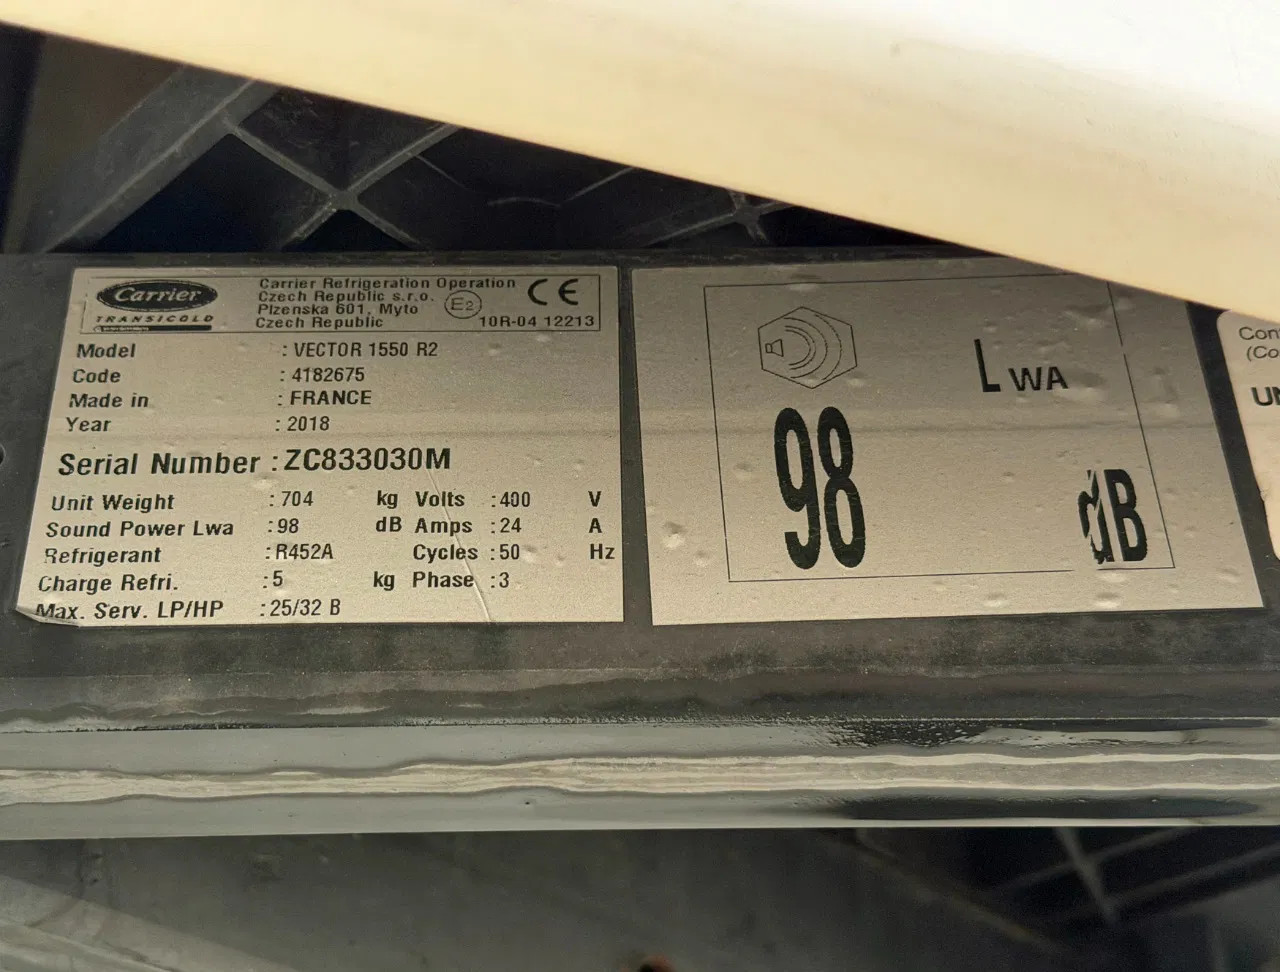 Carrier
TRANSICOLD
Carrier Refrigeration Operation
Czech Republic s.r.o.
Plzenska 601, Myto
Czech Republic
E2
CE
10R-04 12213
Model : VECTOR 1550 R2
Code : 4182675
Made in : FRANCE
Year : 2018
Serial Number : ZC833030M
Unit Weight : 704 kg Volts : 400 V
Sound Power Lwa : 98 dB Amps : 24 A
Refrigerant : R452A Cycles : 50 Hz
Charge Refri. : 5 kg Phase : 3
Max. Serv. LP/HP : 25/32 B
LWA
98 dB
Con
(Co
UN